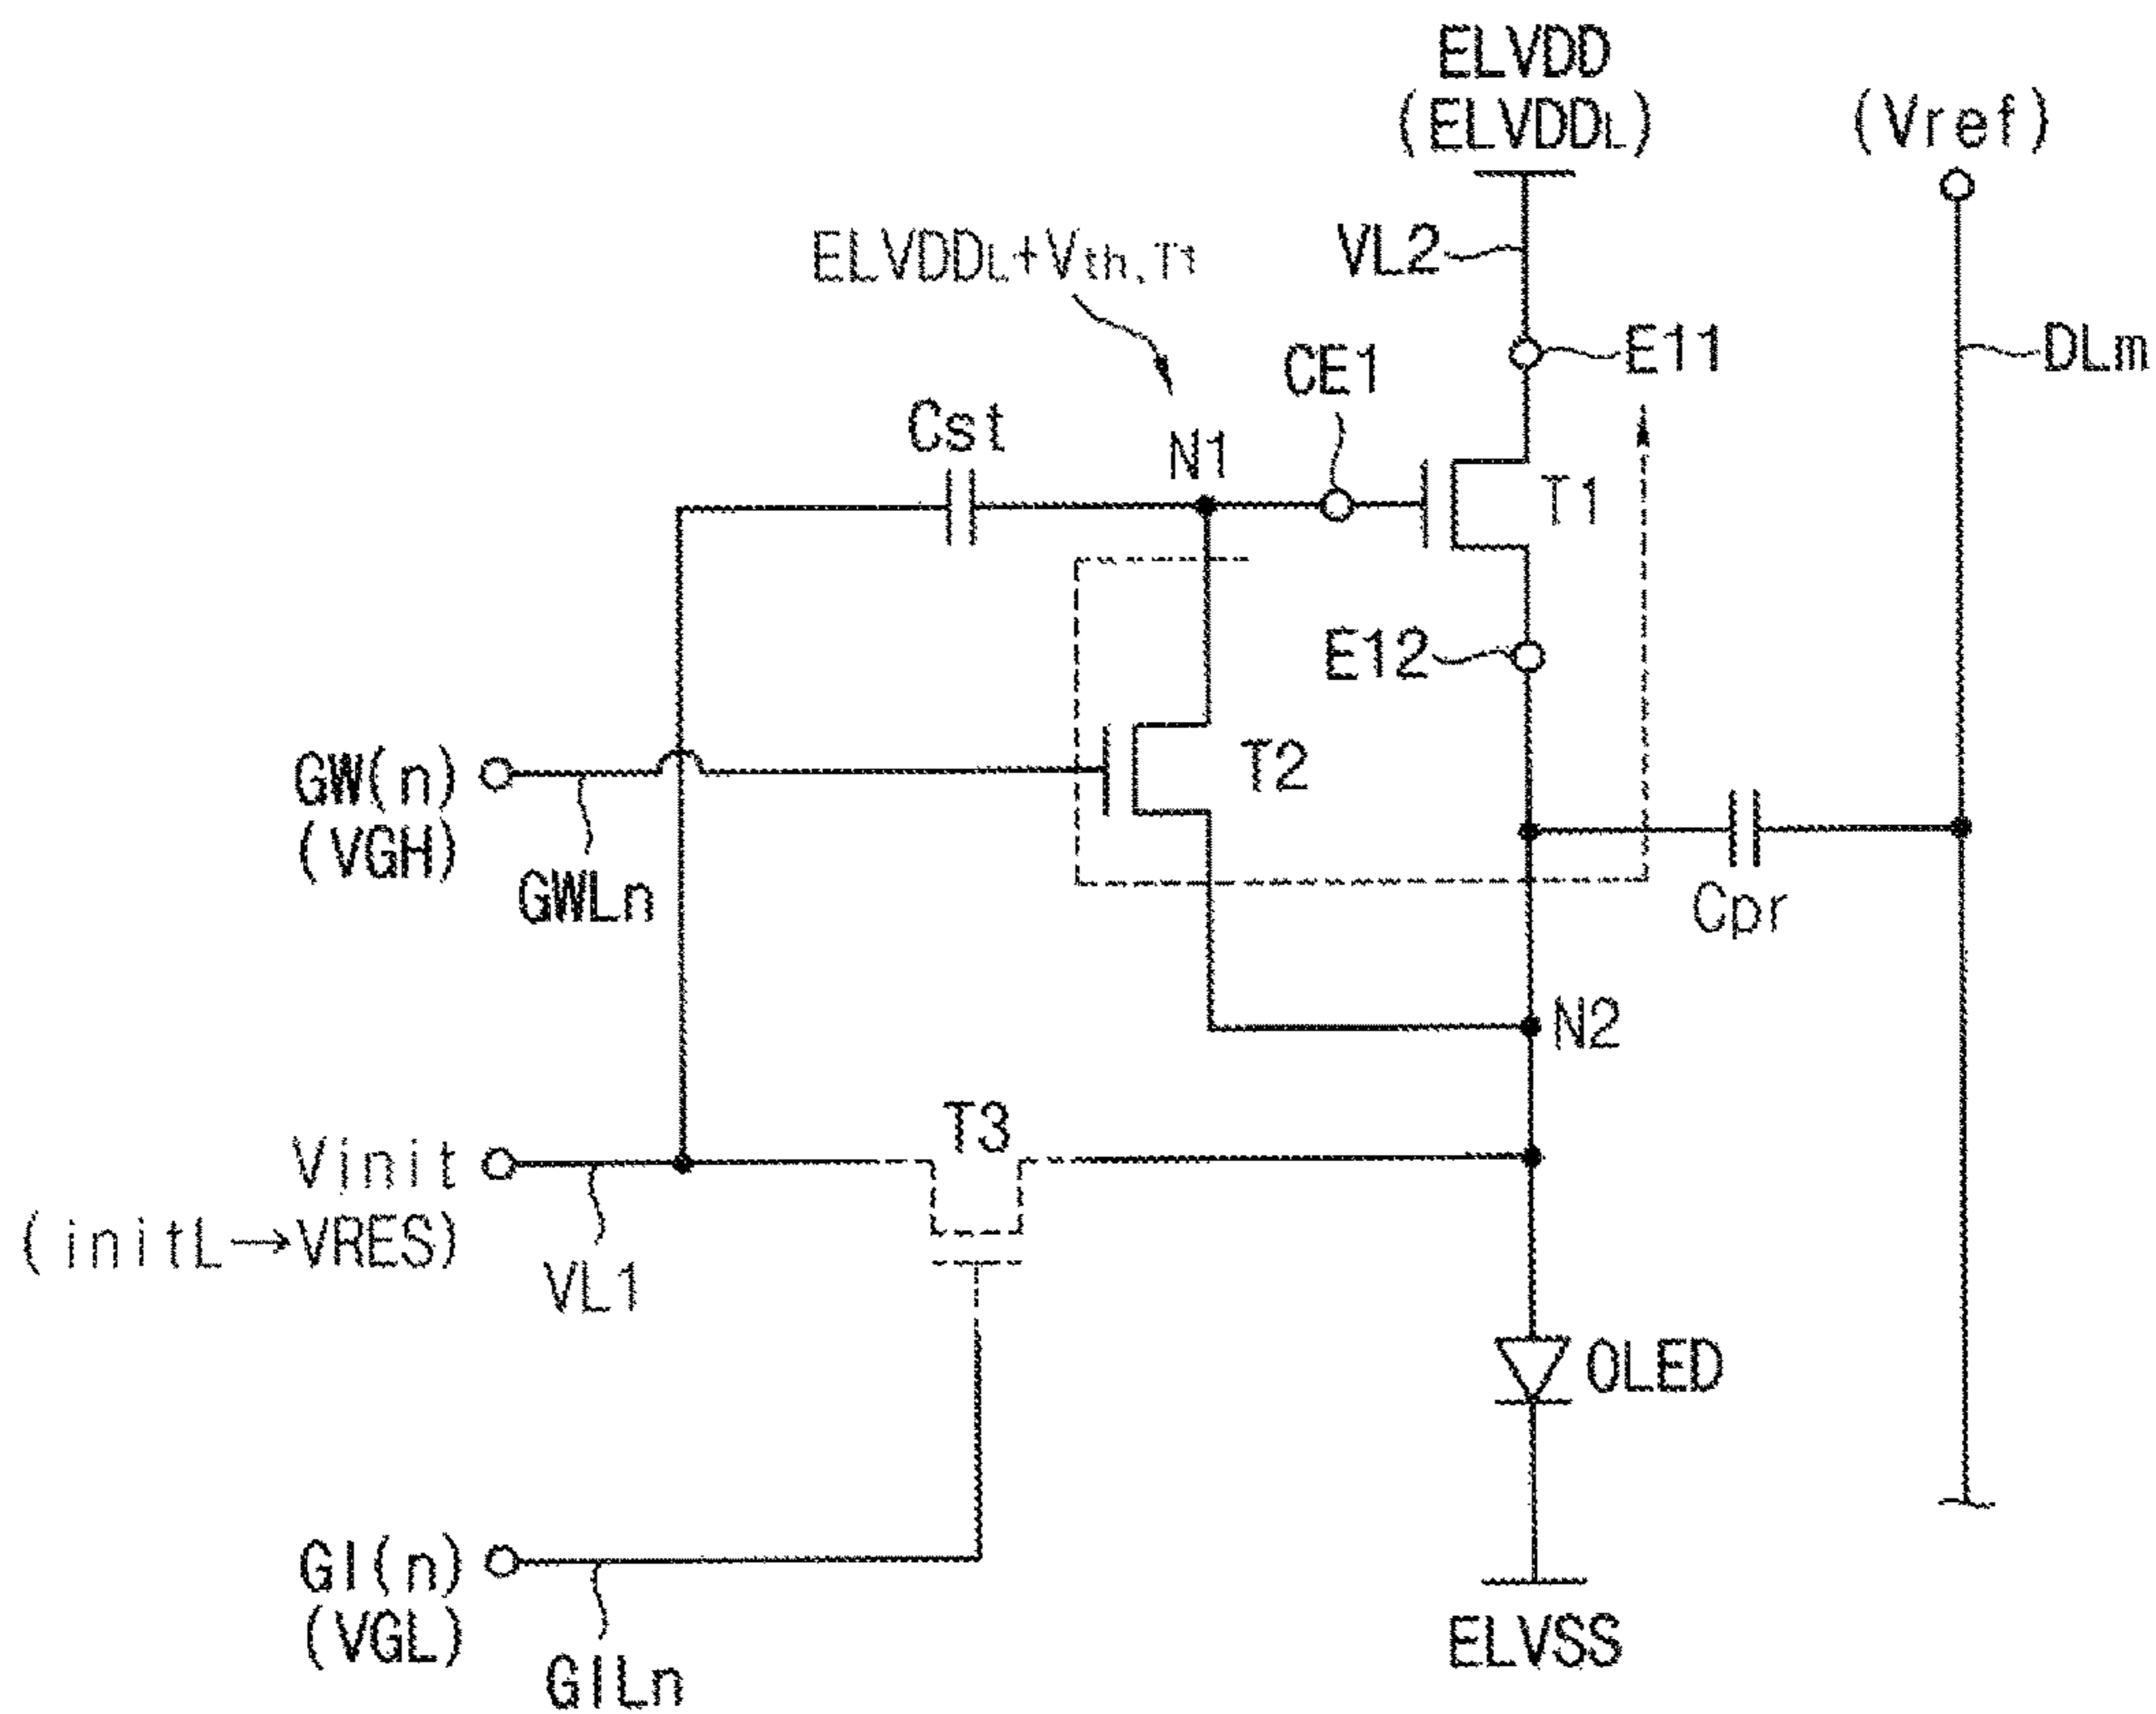 ELVDD
(ELVDDL)
(Vref)
ELVDDL+Vth,T1
VL2
E11
DLm
CE1
Cst
N1
T1
E12
GW(n)
(VGH)
GWLn
T2
Cpr
N2
T3
Vinit
(initL→VRES)
VL1
OLED
GI(n)
(VGL)
GILn
ELVSS